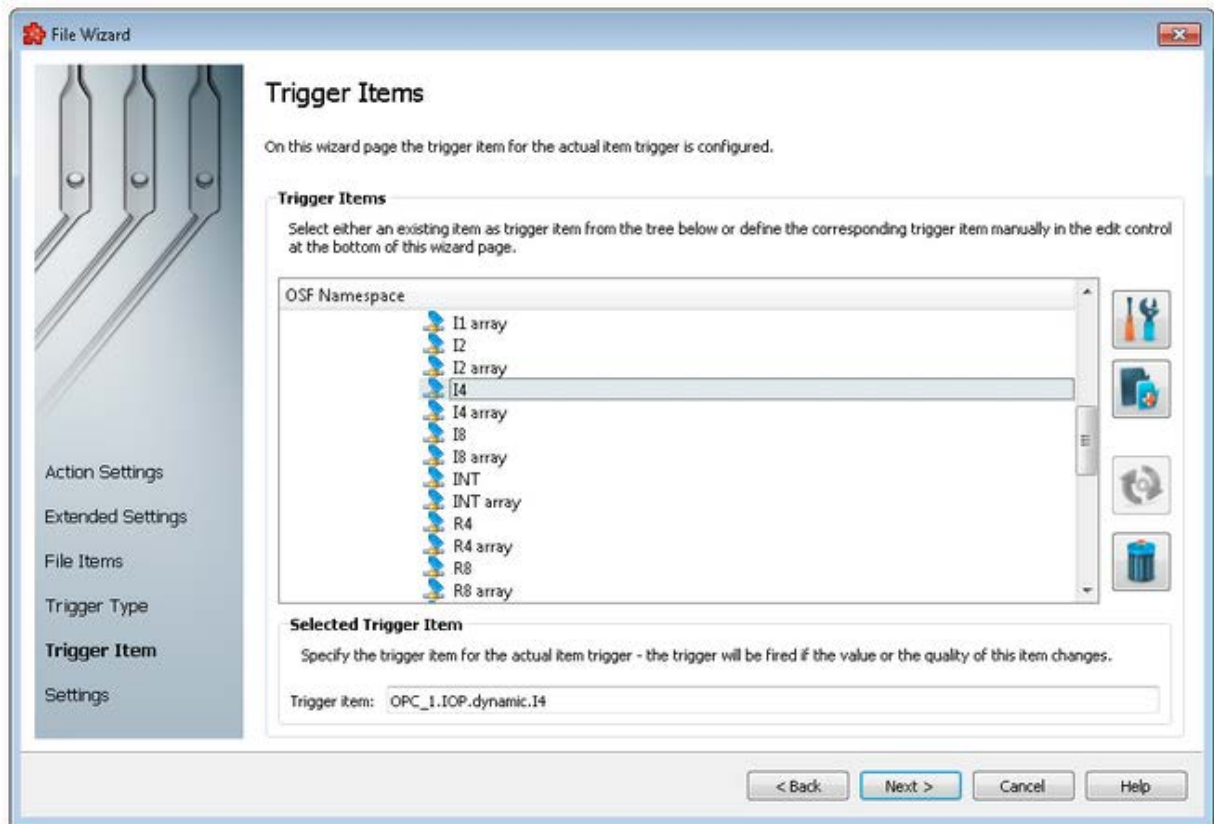 File Wizard
Trigger Items
On this wizard page the trigger item for the actual item trigger is configured.
Trigger Items
Select either an existing item as trigger item from the tree below or define the corresponding trigger item manually in the edit control
at the bottom of this wizard page.
OSF Namespace
I1 array
I2
I2 array
I4
I4 array
I8
I8 array
INT
INT array
R4
R4 array
R8
R8 array
Action Settings
Extended Settings
File Items
Trigger Type
Trigger Item
Settings
Selected Trigger Item
Specify the trigger item for the actual item trigger - the trigger will be fired if the value or the quality of this item changes.
Trigger item: OPC_1.IOP.dynamic.I4
< Back Next > Cancel Help